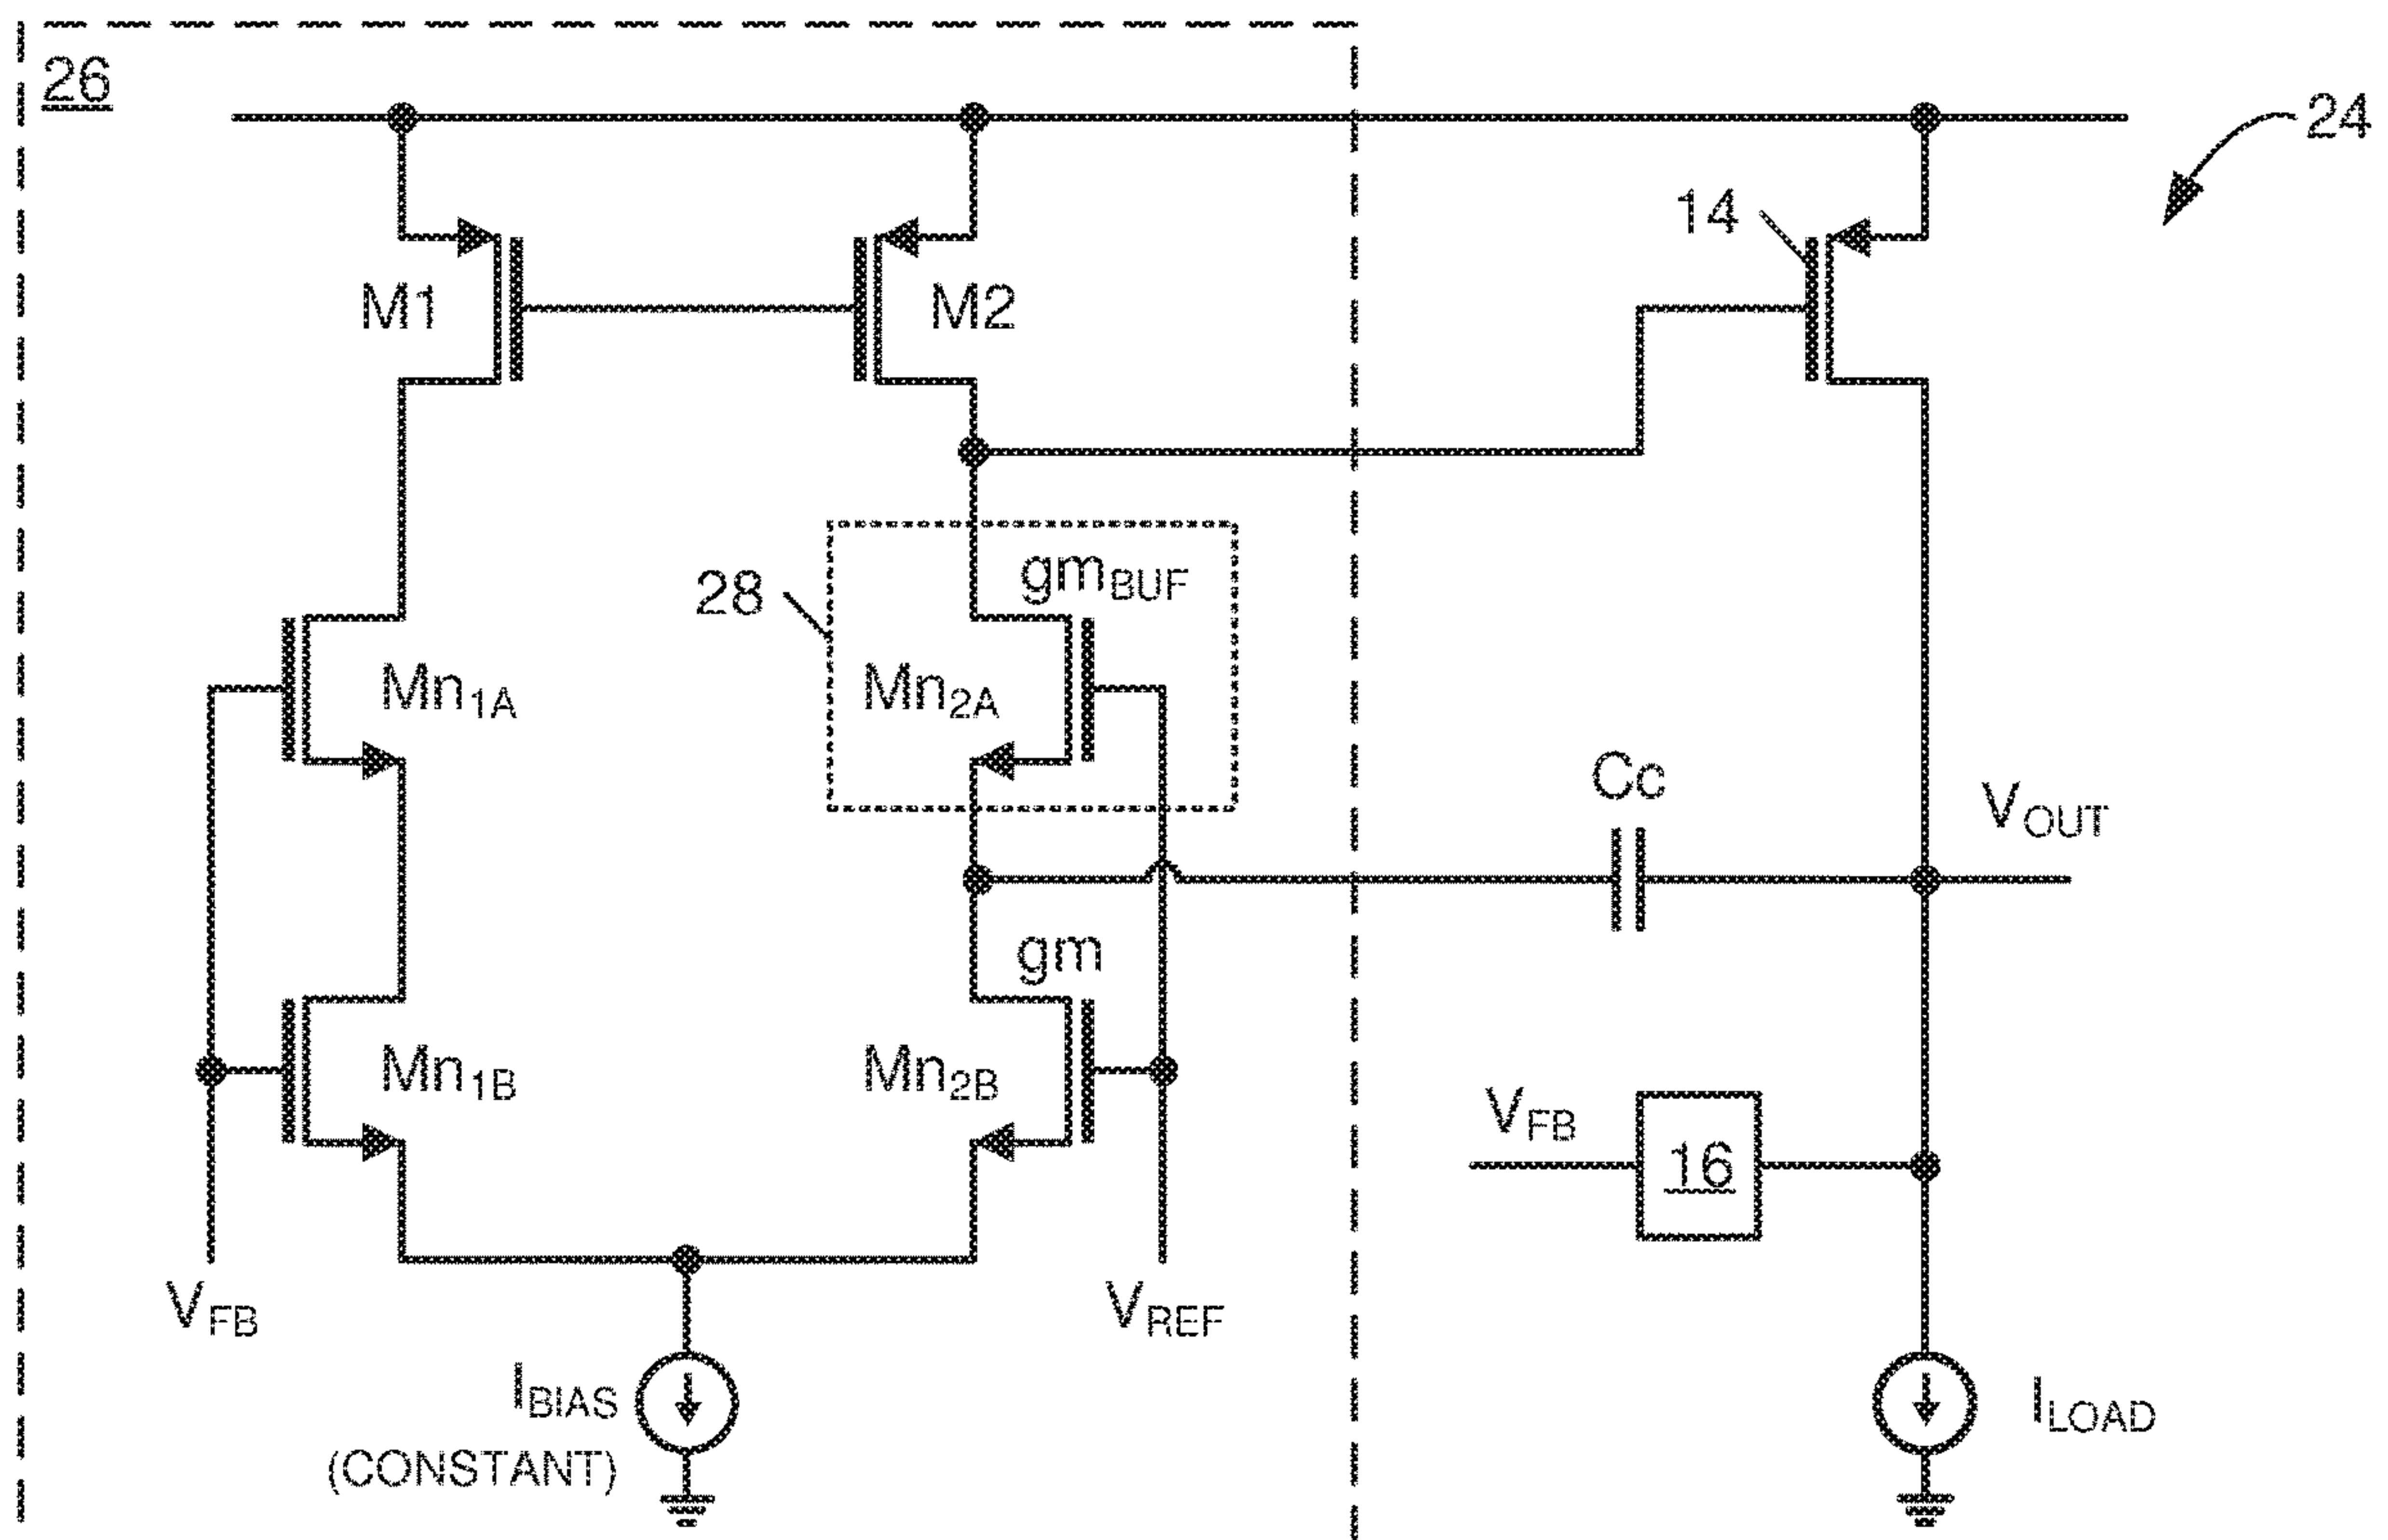 26
24
14
M1
M2
28
gmBUF
Mn1A
Mn2A
Cc
VOUT
gm
Mn1B
Mn2B
VFB
16
VFB
VREF
IBIAS
(CONSTANT)
ILOAD